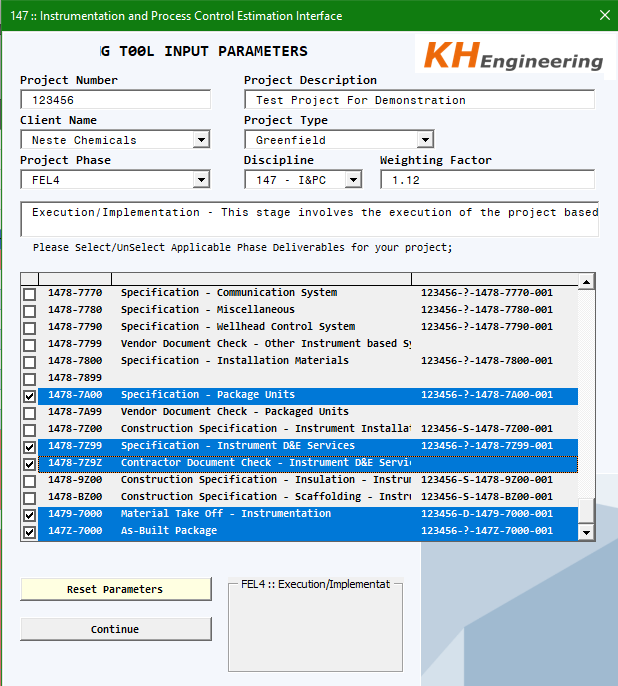 147 :: Instrumentation and Process Control Estimation Interface
G T00L INPUT PARAMETERS
KH Engineering
Project Number
Project Description
123456
Test Project For Demonstration
Client Name
Project Type
Neste Chemicals
Greenfield
Project Phase
Discipline
Weighting Factor
FEL4
147 - I&PC
1.12
Execution/Implementation - This stage involves the execution of the project based
Please Select/UnSelect Applicable Phase Deliverables for your project;
1478-7770 Specification - Communication System 123456-?-1478-7770-001
1478-7780 Specification - Miscellaneous 123456-?-1478-7780-001
1478-7790 Specification - Wellhead Control System 123456-?-1478-7790-001
1478-7799 Vendor Document Check - Other Instrument based Sy
1478-7800 Specification - Installation Materials 123456-?-1478-7800-001
1478-7899
1478-7A00 Specification - Package Units 123456-?-1478-7A00-001
1478-7A99 Vendor Document Check - Packaged Units
1478-7Z00 Construction Specification - Instrument Installat 123456-S-1478-7Z00-001
1478-7Z99 Specification - Instrument D&E Services 123456-?-1478-7Z99-001
1478-7Z9Z Contractor Document Check - Instrument D&E Servi
1478-9Z00 Construction Specification - Insulation - Instrum 123456-S-1478-9Z00-001
1478-BZ00 Construction Specification - Scaffolding - Instru 123456-S-1478-BZ00-001
1479-7000 Material Take Off - Instrumentation 123456-D-1479-7000-001
147Z-7000 As-Built Package 123456-?-147Z-7000-001
Reset Parameters
FEL4 :: Execution/Implementat
Continue